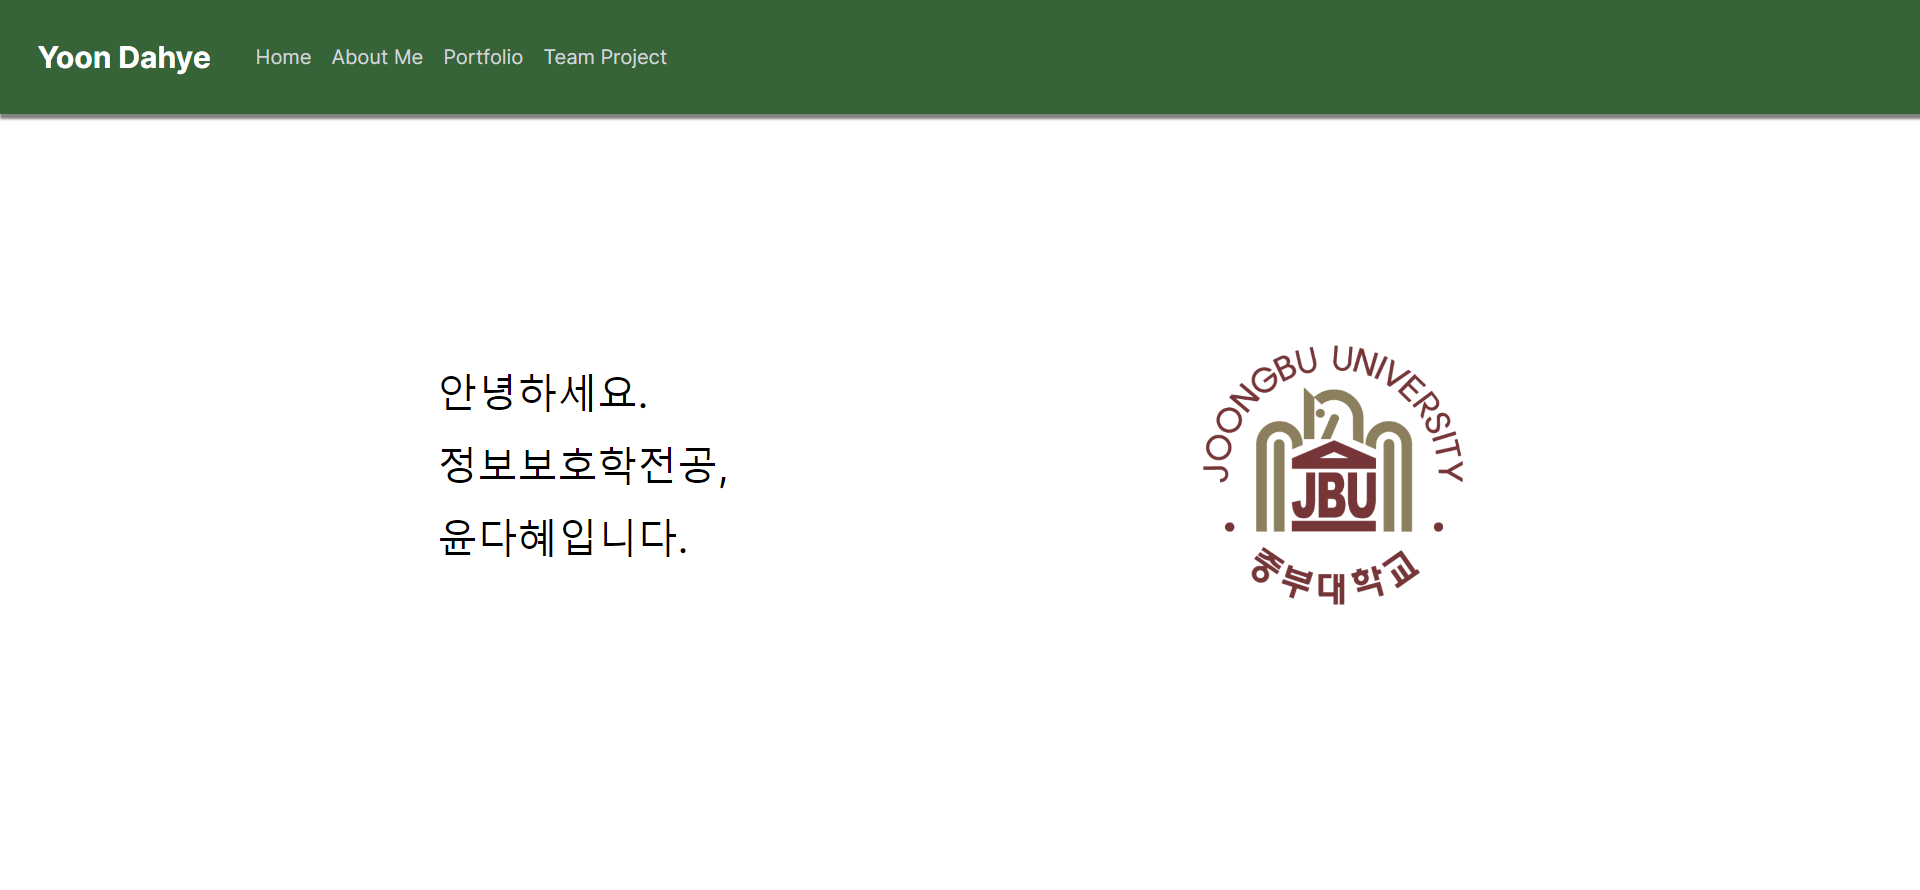 Yoon Dahye
Home About Me Portfolio Team Project
안녕하세요.
정보보호학전공,
윤다혜입니다.
JOONGBU UNIVERSITY
JBU
중부대학교